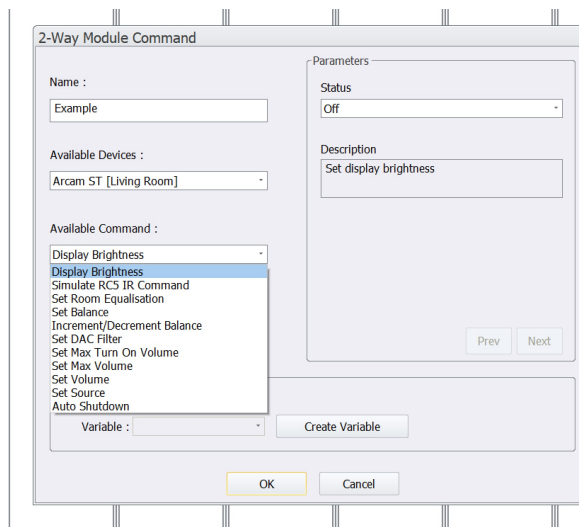 2-Way Module Command
Name :
Example
Available Devices :
Arcam ST [Living Room]
Available Command :
Display Brightness
Display Brightness
Simulate RC5 IR Command
Set Room Equalisation
Set Balance
Increment/Decrement Balance
Set DAC Filter
Set Max Turn On Volume
Set Max Volume
Set Volume
Set Source
Auto Shutdown
Parameters
Status
Off
Description
Set display brightness
Prev
Next
Variable :
Create Variable
OK
Cancel